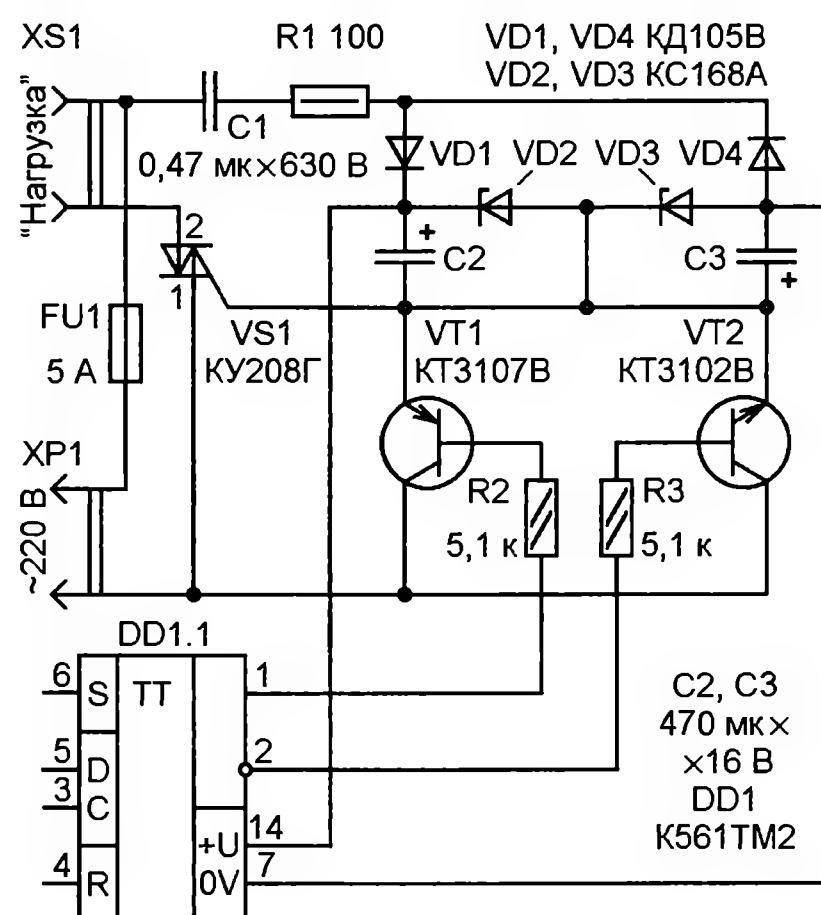 XS1
R1 100
VD1, VD4 КД105В
VD2, VD3 КС168А
"Нагрузка"
C1
0,47 мк×630 В
VD1
VD2
VD3
VD4
2
+
C2
C3
+
1
FU1
5 А
VS1
КУ208Г
VT1
КТ3107В
VT2
КТ3102В
XP1
~220 В
R2
5,1 к
R3
5,1 к
DD1.1
6
S
TT
1
5
D
2
3
C
14
+U
4
R
7
0V
C2, C3
470 мк×
×16 В
DD1
К561ТМ2